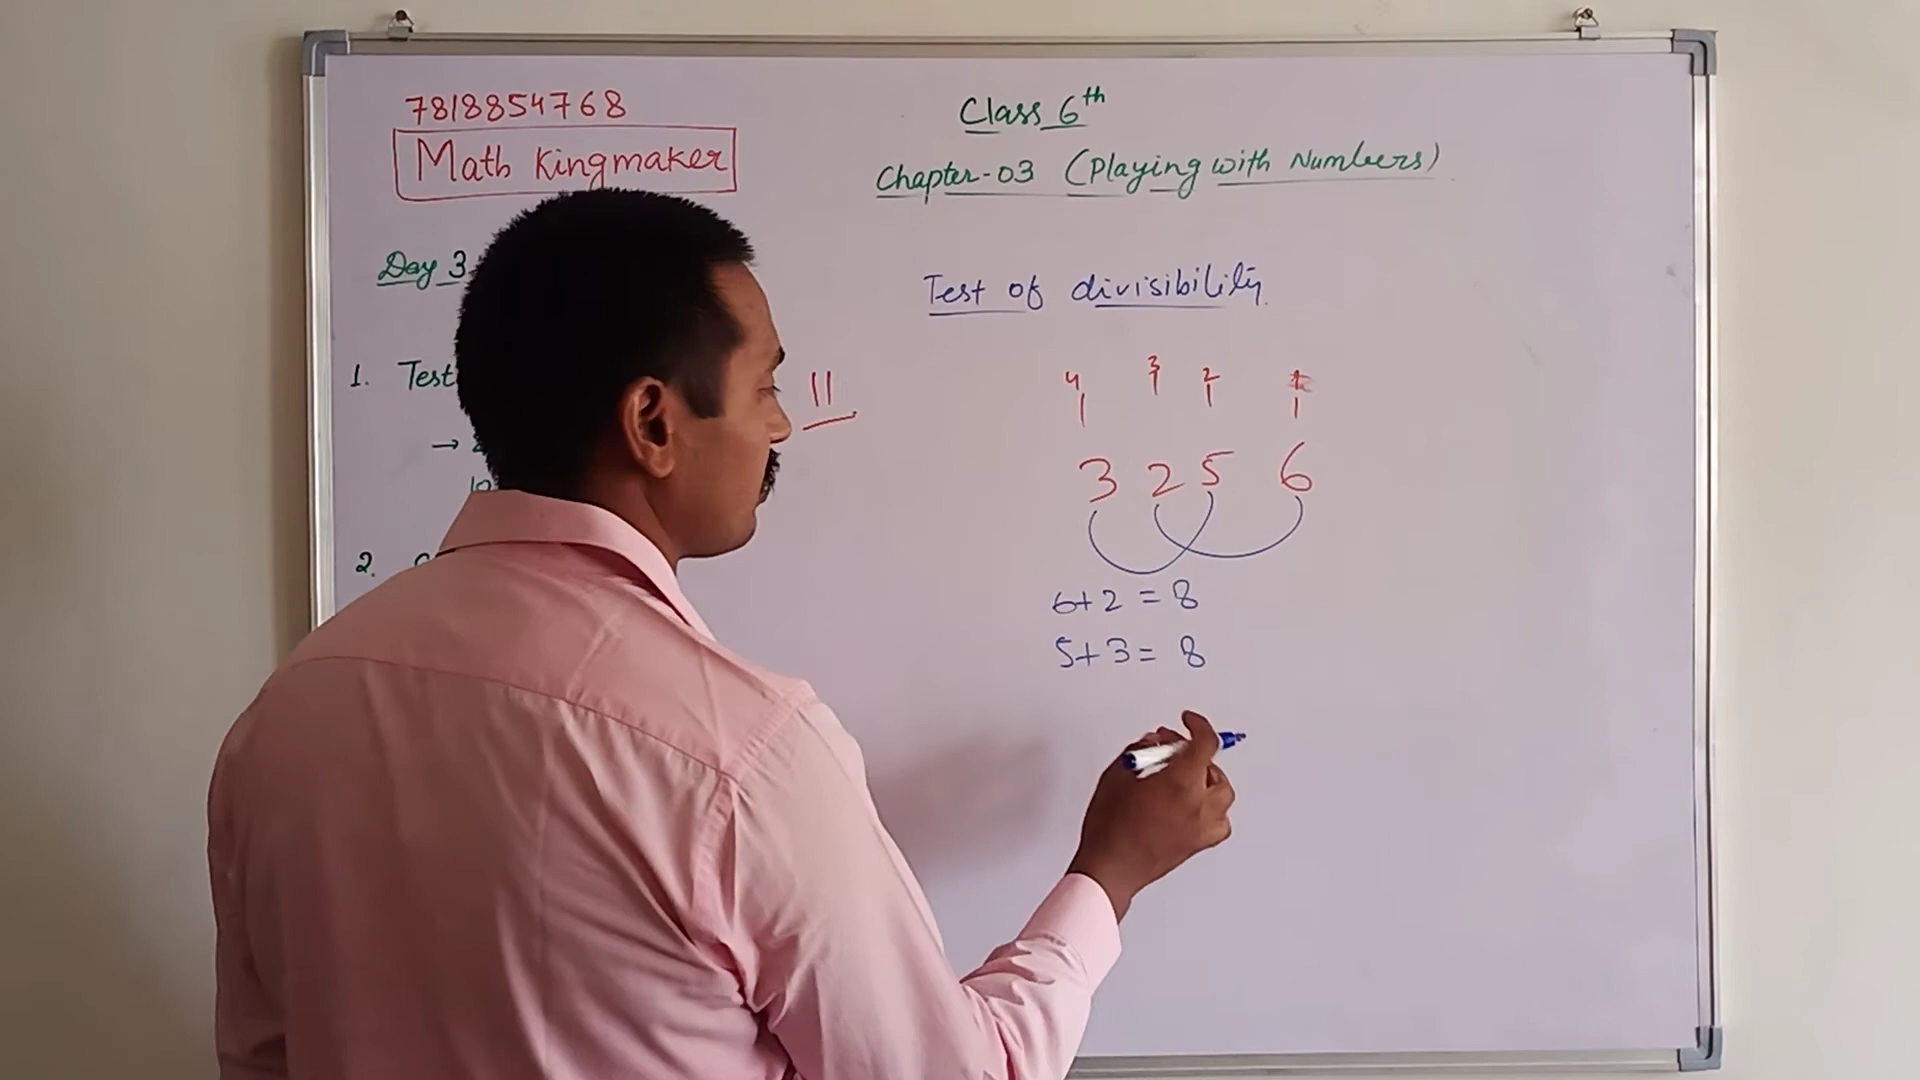 7818854768
Math Kingmaker
Class 6th
Chapter-03 (Playing with Numbers)
Day 3
Test of divisibility
1. Test
11
4 3 2 1
→
3 2 5 6
10
2.
6+2 = 8
5+3 = 8